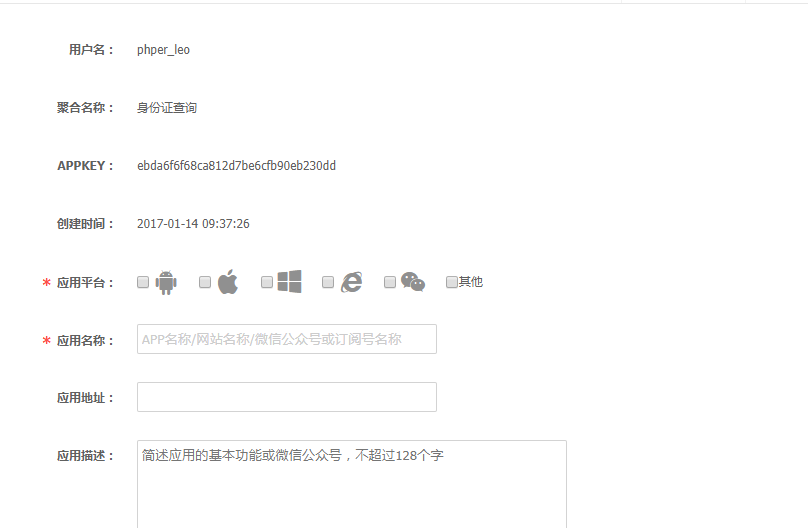 用户名： phper_leo
聚合名称： 身份证查询
APPKEY： ebda6f6f68ca812d7be6cfb90eb230dd
创建时间： 2017-01-14 09:37:26
* 应用平台： 其他
* 应用名称： APP名称/网站名称/微信公众号或订阅号名称
应用地址：
应用描述： 简述应用的基本功能或微信公众号，不超过128个字